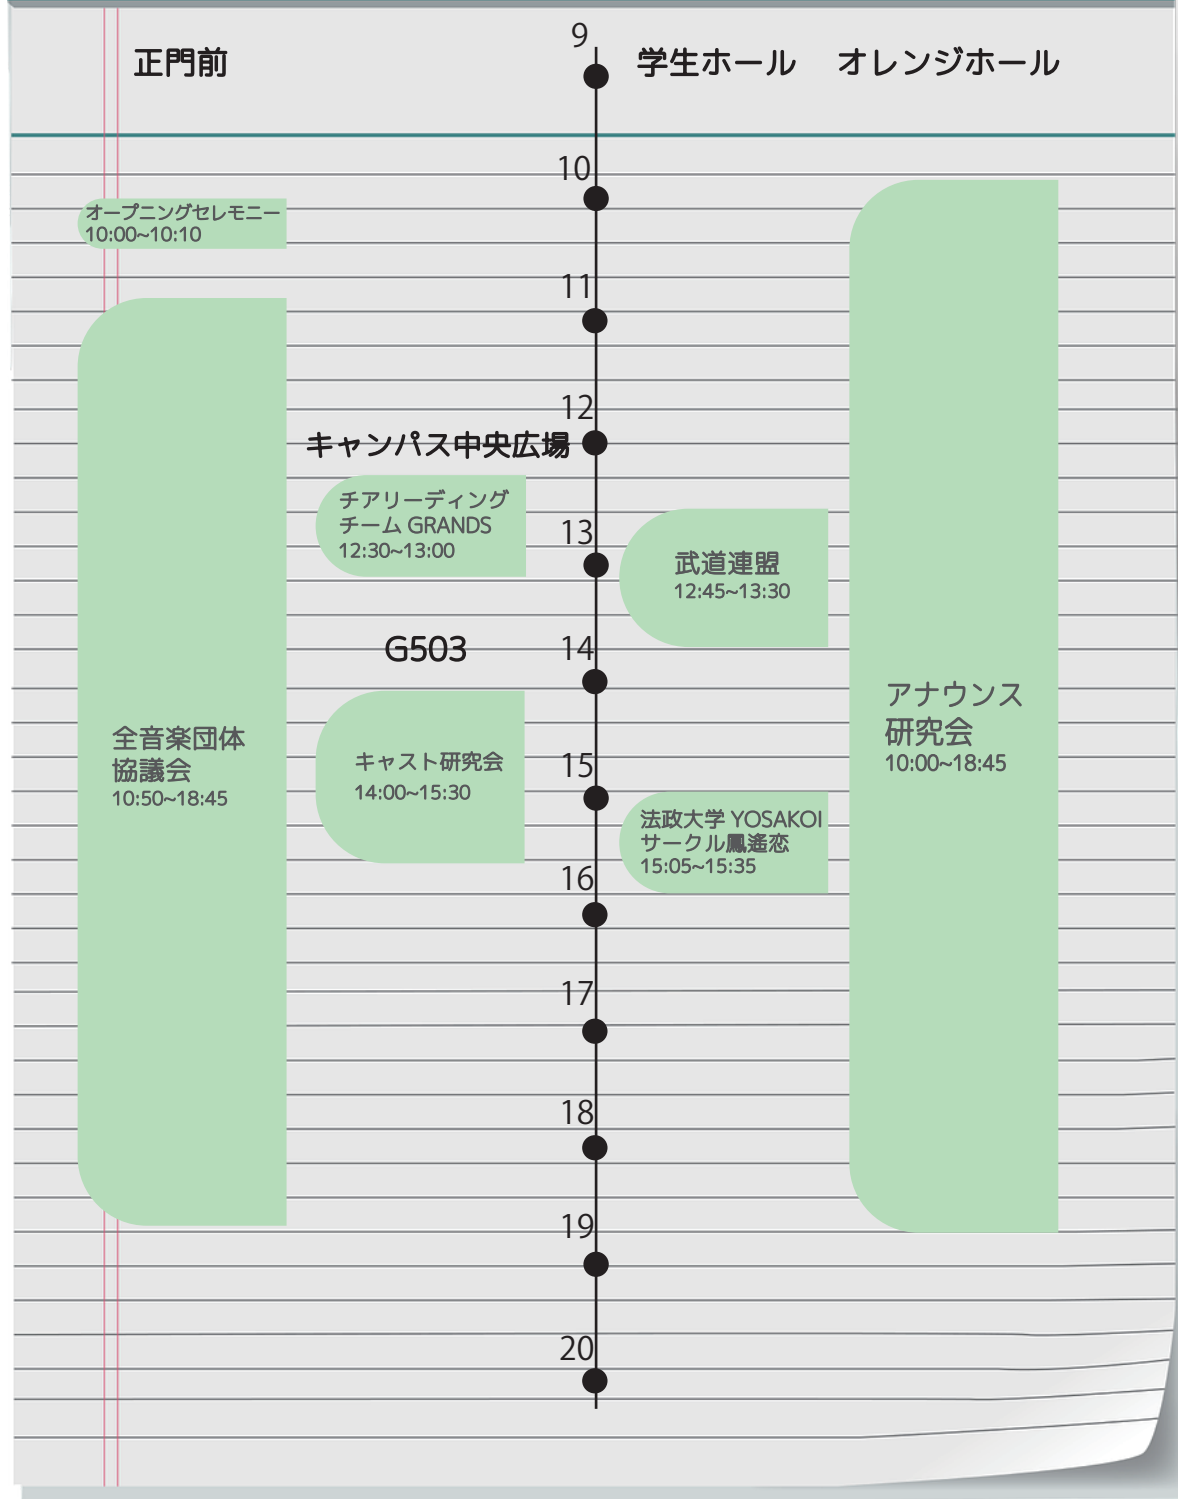 正門前
学生ホール
オレンジホール
9
10
11
12
13
14
15
16
17
18
19
20
オープニングセレモニー
10:00~10:10
全音楽団体
協議会
10:50~18:45
キャンパス中央広場
チアリーディング
チーム GRANDS
12:30~13:00
G503
キャスト研究会
14:00~15:30
武道連盟
12:45~13:30
法政大学 YOSAKOI
サークル鳳遙恋
15:05~15:35
アナウンス
研究会
10:00~18:45